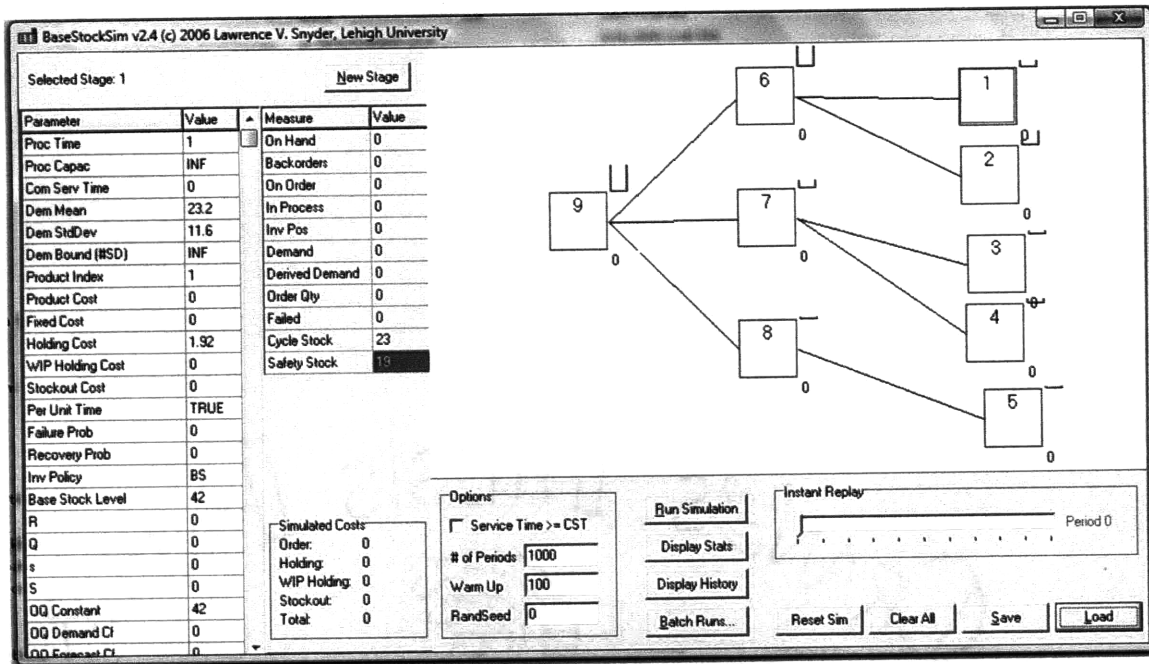 BaseStockSim v2.4 (c) 2006 Lawrence V. Snyder, Lehigh University
Selected Stage: 1
New Stage
Parameter Value
Proc Time 1
Proc Capac INF
Com Serv Time 0
Dem Mean 23.2
Dem StdDev 11.6
Dem Bound (#SD) INF
Product Index 1
Product Cost 0
Fixed Cost 0
Holding Cost 1.92
WIP Holding Cost 0
Stockout Cost 0
Per Unit Time TRUE
Failure Prob 0
Recovery Prob 0
Inv Policy BS
Base Stock Level 42
R 0
Q 0
s 0
S 0
OQ Constant 42
OQ Demand Cf 0
OQ Forecast Cf 0
Measure Value
On Hand 0
Backorders 0
On Order 0
In Process 0
Inv Pos 0
Demand 0
Derived Demand 0
Order Qty 0
Failed 0
Cycle Stock 23
Safety Stock 19
Simulated Costs
Order: 0
Holding: 0
WIP Holding: 0
Stockout: 0
Total: 0
6
0
1
0
2
0
9
0
7
0
3
0
4
0
8
0
5
0
Options
Service Time >= CST
# of Periods 1000
Warm Up 100
RandSeed 0
Run Simulation
Display Stats
Display History
Batch Runs...
Instant Replay
Period 0
Reset Sim
Clear All
Save
Load